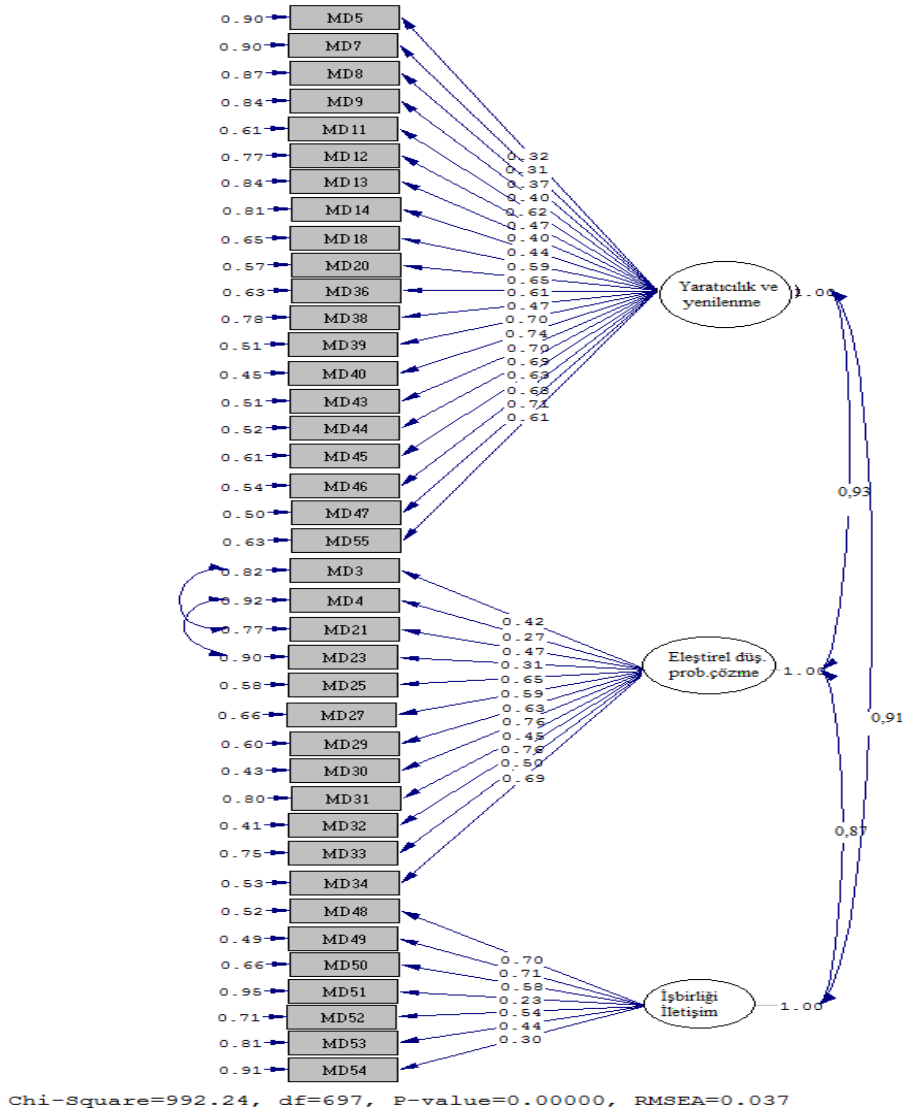 0.90 MD5
0.90 MD7
0.87 MD8
0.84 MD9
0.61 MD11
0.77 MD12
0.84 MD13
0.81 MD14
0.65 MD18
0.57 MD20
0.63 MD36
0.78 MD38
0.51 MD39
0.45 MD40
0.51 MD43
0.52 MD44
0.61 MD45
0.54 MD46
0.50 MD47
0.63 MD55
0.82 MD3
0.92 MD4
0.77 MD21
0.90 MD23
0.58 MD25
0.66 MD27
0.60 MD29
0.43 MD30
0.80 MD31
0.41 MD32
0.75 MD33
0.53 MD34
0.52 MD48
0.49 MD49
0.66 MD50
0.95 MD51
0.71 MD52
0.81 MD53
0.91 MD54
0.32
0.31
0.37
0.40
0.62
0.47
0.40
0.44
0.59
0.65
0.61
0.47
0.70
0.74
0.70
0.69
0.63
0.68
0.71
0.61
Yaratıcılık ve
yenilenme
1.00
0.42
0.27
0.47
0.31
0.65
0.59
0.63
0.76
0.45
0.76
0.50
0.69
Eleştirel düş.
prob.çözme
1.00
0.70
0.71
0.58
0.23
0.54
0.44
0.30
İşbirliği
İletişim
1.00
0,93
0,91
0,87
Chi-Square=992.24, df=697, P-value=0.00000, RMSEA=0.037